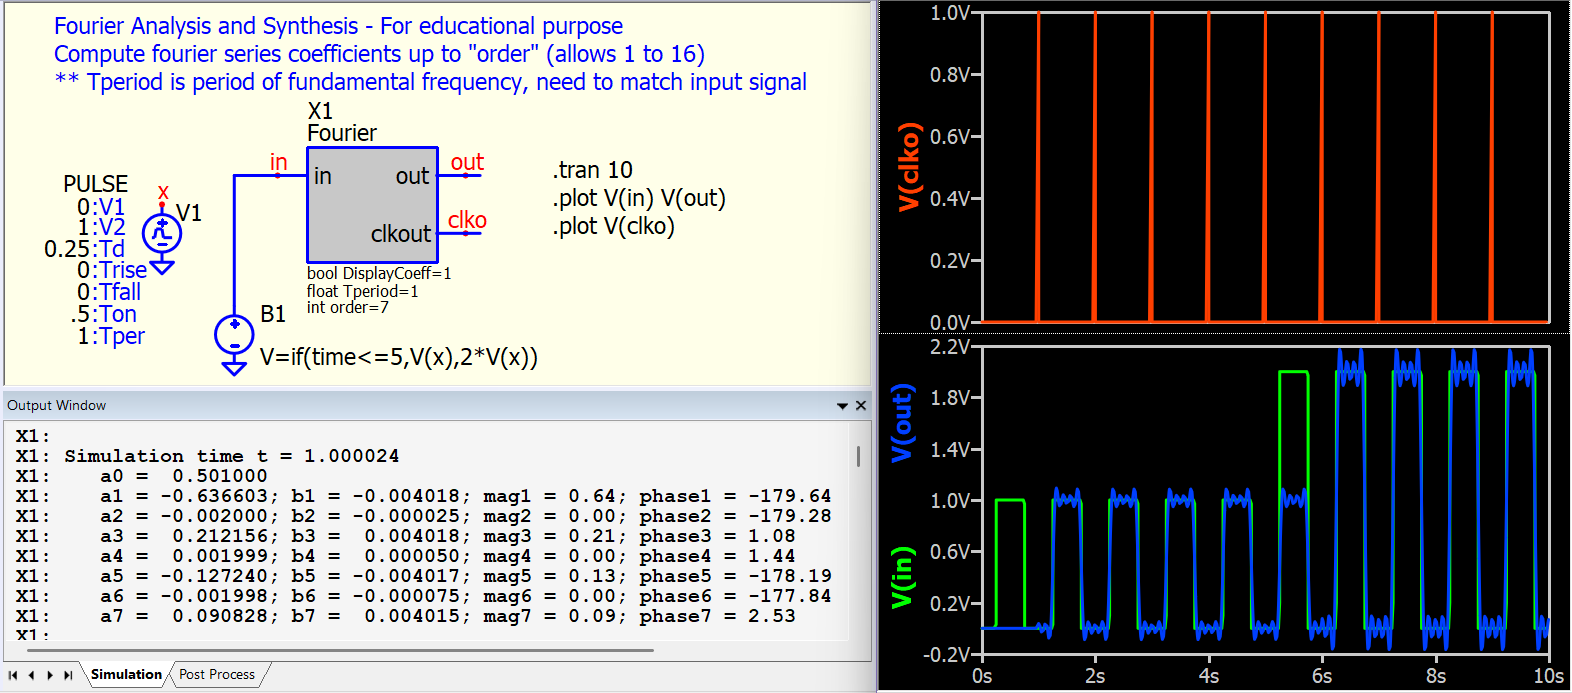 Fourier Analysis and Synthesis - For educational purpose
Compute fourier series coefficients up to "order" (allows 1 to 16)
** Tperiod is period of fundamental frequency, need to match input signal
X1
Fourier
in
in
out
out
clkout
clko
bool DisplayCoeff=1
float Tperiod=1
int order=7
.tran 10
.plot V(in) V(out)
.plot V(clko)
PULSE
0:V1
1:V2
0.25:Td
0:Trise
0:Tfall
.5:Ton
1:Tper
x
V1
B1
V=if(time<=5,V(x),2*V(x))
Output Window
X1:
X1: Simulation time t = 1.000024
X1: a0 = 0.501000
X1: a1 = -0.636603; b1 = -0.004018; mag1 = 0.64; phase1 = -179.64
X1: a2 = -0.002000; b2 = -0.000025; mag2 = 0.00; phase2 = -179.28
X1: a3 = 0.212156; b3 = 0.004018; mag3 = 0.21; phase3 = 1.08
X1: a4 = 0.001999; b4 = 0.000050; mag4 = 0.00; phase4 = 1.44
X1: a5 = -0.127240; b5 = -0.004017; mag5 = 0.13; phase5 = -178.19
X1: a6 = -0.001998; b6 = -0.000075; mag6 = 0.00; phase6 = -177.84
X1: a7 = 0.090828; b7 = 0.004015; mag7 = 0.09; phase7 = 2.53
X1:
Simulation
Post Process
V(clko)
1.0V
0.8V
0.6V
0.4V
0.2V
0.0V
V(out)
V(in)
2.2V
1.8V
1.4V
1.0V
0.6V
0.2V
-0.2V
0s 2s 4s 6s 8s 10s